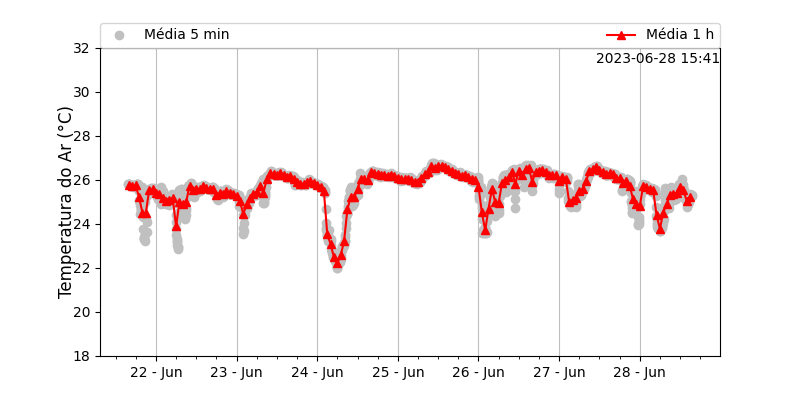 Média 5 min
Média 1 h
2023-06-28 15:41
Temperatura do Ar (°C)
32
30
28
26
24
22
20
18
22 - Jun
23 - Jun
24 - Jun
25 - Jun
26 - Jun
27 - Jun
28 - Jun